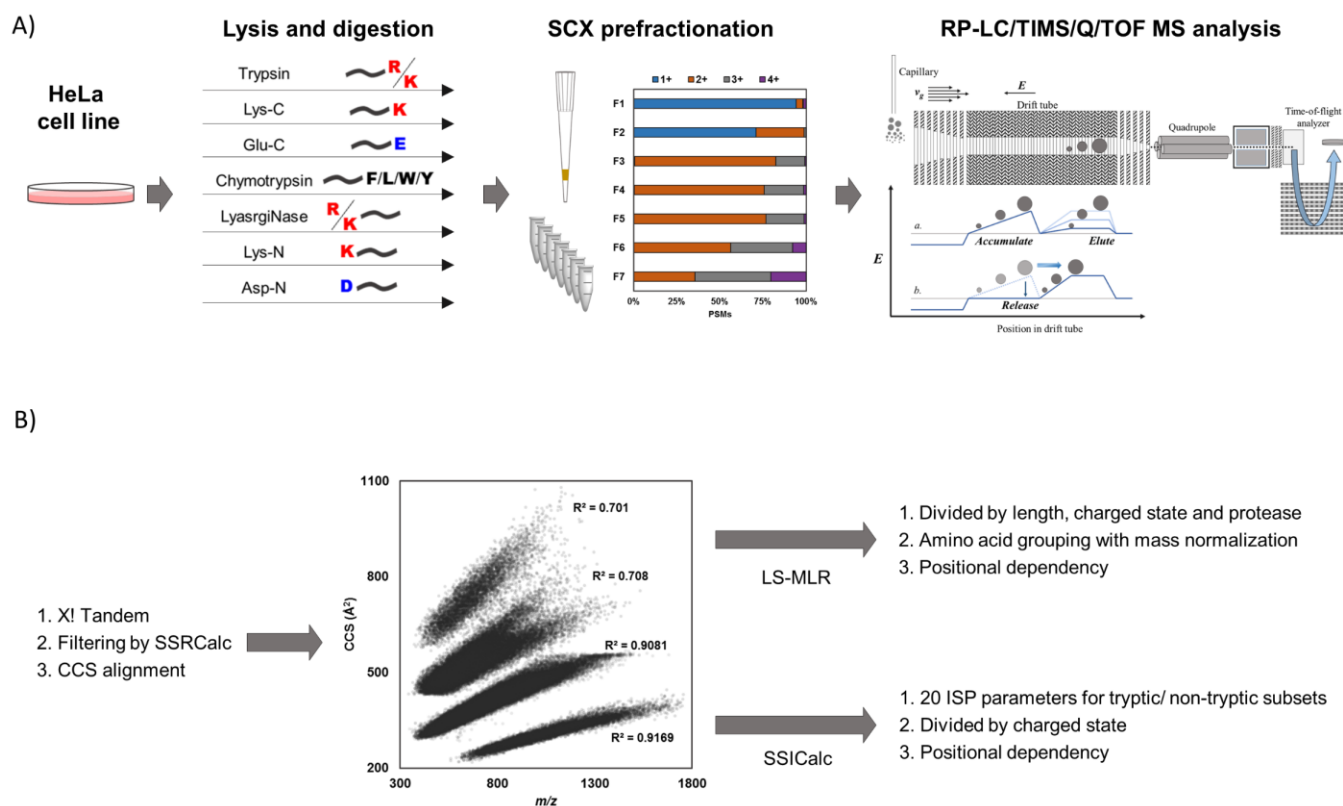 A)
Lysis and digestion
SCX prefractionation
RP-LC/TIMS/Q/TOF MS analysis
HeLa
cell line
Trypsin
R/K
Lys-C
K
Glu-C
E
Chymotrypsin
F/L/W/Y
LyasrgiNase
R/K
Lys-N
K
Asp-N
D
1+ 2+ 3+ 4+
F1
F2
F3
F4
F5
F6
F7
0% 25% 50% 75% 100%
PSMs
Capillary
vg
E
Drift tube
Quadrupole
Time-of-flight
analyzer
E
a.
Accumulate
Elute
b.
Release
Position in drift tube
B)
1. X! Tandem
2. Filtering by SSRCalc
3. CCS alignment
CCS (Å²)
1100
800
500
200
R² = 0.701
R² = 0.708
R² = 0.9081
R² = 0.9169
300 800 1300 1800
m/z
LS-MLR
1. Divided by length, charged state and protease
2. Amino acid grouping with mass normalization
3. Positional dependency
SSICalc
1. 20 ISP parameters for tryptic/ non-tryptic subsets
2. Divided by charged state
3. Positional dependency